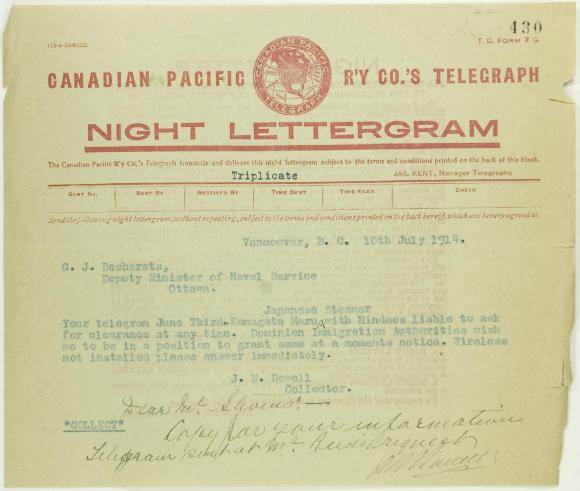 430
T.D. FORM 2 G
CANADIAN PACIFIC R'Y CO.'S TELEGRAPH
CANADIAN PACIFIC TELEGRAPH
NIGHT LETTERGRAM
The Canadian Pacific R'y Co.'s Telegraph transmits and delivers this night lettergram subject to the terms and conditions printed on the back of this blank.
Triplicate JAS. KENT, Manager Telegraphs
SENT NO. SENT BY RECEIVED BY TIME SENT TIME FILED CHECK
Send the following night lettergram, without repeating, subject to the terms and conditions printed on the back hereof, which are hereby agreed to.
Vancouver, B. C. 10th July 1914.
G. J. Desbarats,
Deputy Minister of Naval Service
Ottawa.
Japanese Steamer
Your telegram June Third Komagata Maru with Hindoos liable to ask
for clearance at any time. Dominion Immigration Authorities wish
me to be in a position to grant same at a moments notice. Wireless
not installed please answer immediately.
J. M. Bowell
Collector.
Dear Mr. Stevens:—
"COLLECT"
Copy for your information
Telegram sent at Mr Reids request